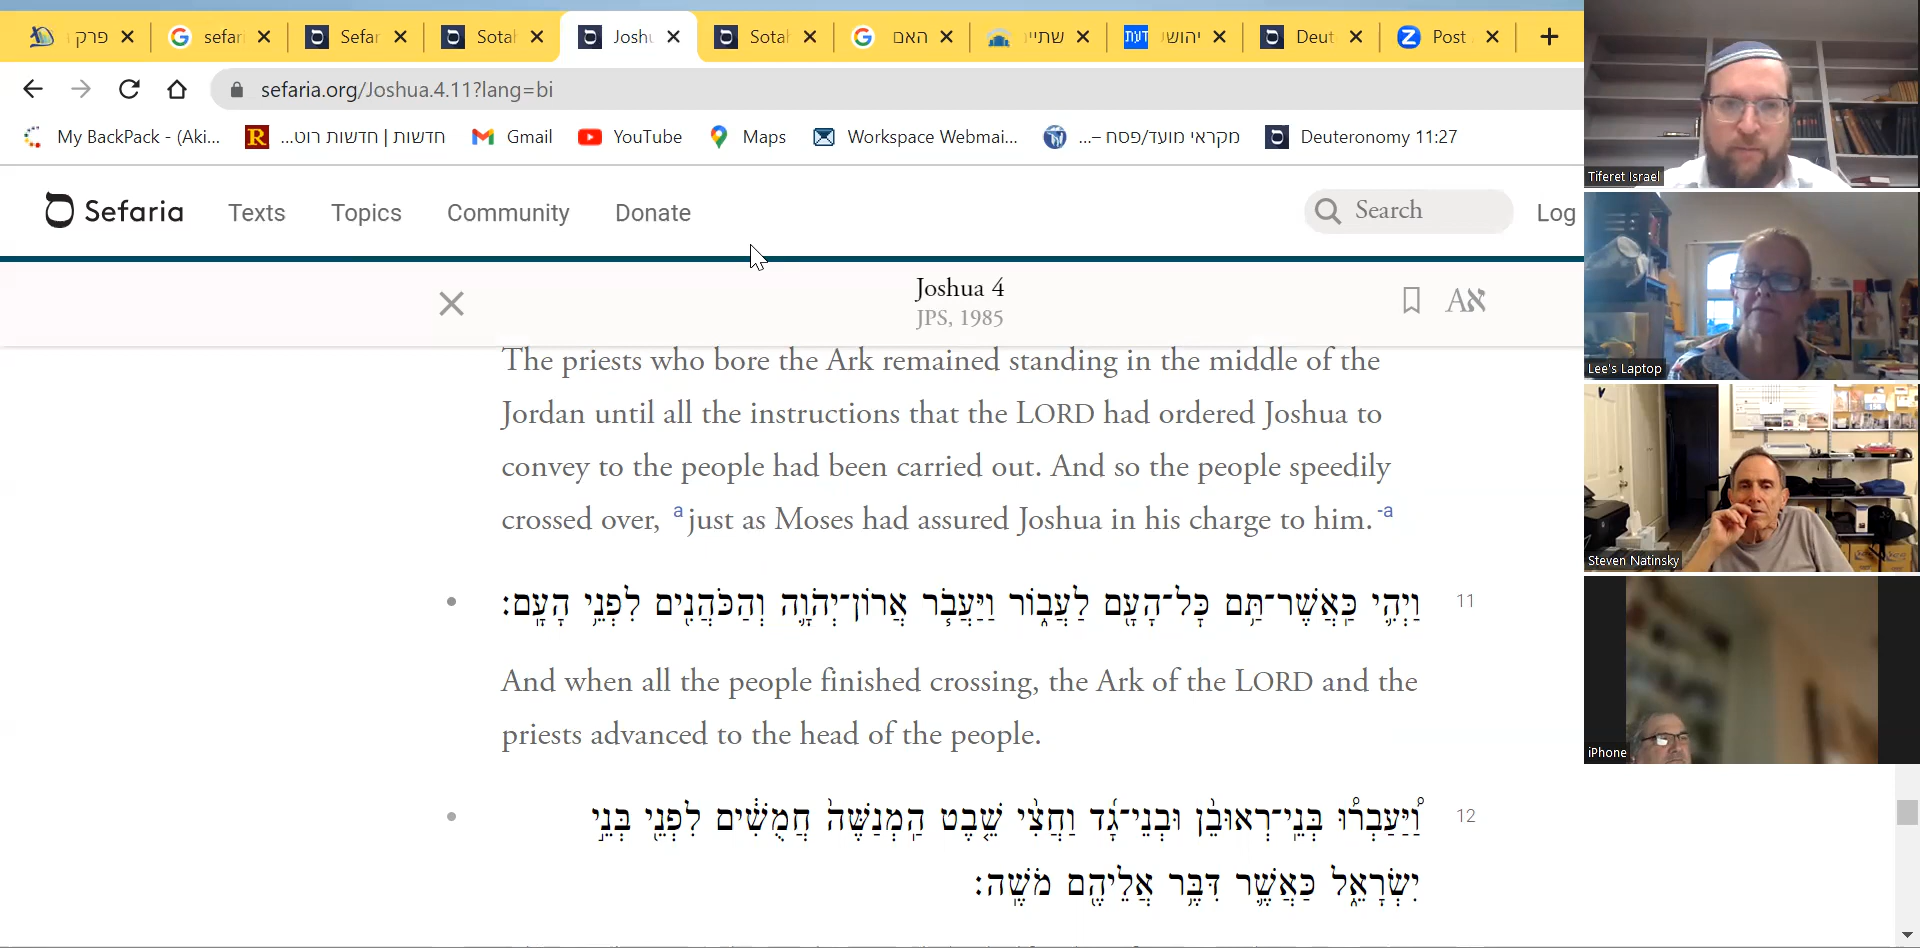 פרק
sefari
Sefar
Sotah
Joshu
Sotah
האם
שתיי
דעת
יהושי
Deut
Post
sefaria.org/Joshua.4.11?lang=bi
My BackPack - (Aki...
...חדשות | חדשות רוט
Gmail
YouTube
Maps
Workspace Webmai...
...– מקראי מועד/פסח
Deuteronomy 11:27
Sefaria
Texts
Topics
Community
Donate
Search
Log
Joshua 4
JPS, 1985
The priests who bore the Ark remained standing in the middle of the
Jordan until all the instructions that the LORD had ordered Joshua to
convey to the people had been carried out. And so the people speedily
crossed over, a just as Moses had assured Joshua in his charge to him. -a
11
וַיְהִ֛י כַּאֲשֶׁר־תַּ֥ם כׇּל־הָעָ֖ם לַעֲב֑וֹר וַיַּעֲבֹ֧ר אֲרוֹן־יְהֹוָ֛ה וְהַכֹּהֲנִ֖ים לִפְנֵ֥י הָעָֽם׃
And when all the people finished crossing, the Ark of the LORD and the
priests advanced to the head of the people.
12
וַ֠יַּעַבְר֠וּ בְּנֵי־רְאוּבֵ֨ן וּבְנֵי־גָ֜ד וַחֲצִ֨י שֵׁ֤בֶט הַֽמְנַשֶּׁה֙ חֲמֻשִׁ֔ים לִפְנֵ֖י בְּנֵ֣י
יִשְׂרָאֵ֑ל כַּאֲשֶׁ֛ר דִּבֶּ֥ר אֲלֵיהֶ֖ם מֹשֶֽׁה׃
Tiferet Israel
Lee's Laptop
Steven Natinsky
iPhone